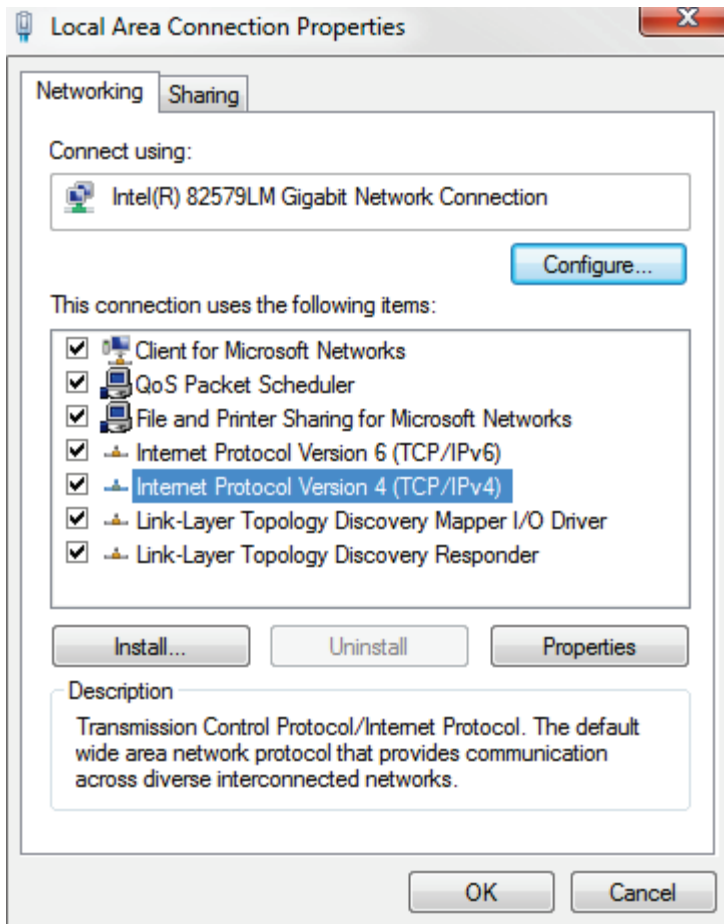 Local Area Connection Properties
Networking
Sharing
Connect using:
Intel(R) 82579LM Gigabit Network Connection
Configure...
This connection uses the following items:
Client for Microsoft Networks
QoS Packet Scheduler
File and Printer Sharing for Microsoft Networks
Internet Protocol Version 6 (TCP/IPv6)
Internet Protocol Version 4 (TCP/IPv4)
Link-Layer Topology Discovery Mapper I/O Driver
Link-Layer Topology Discovery Responder
Install...
Uninstall
Properties
Description
Transmission Control Protocol/Internet Protocol. The default
wide area network protocol that provides communication
across diverse interconnected networks.
OK
Cancel